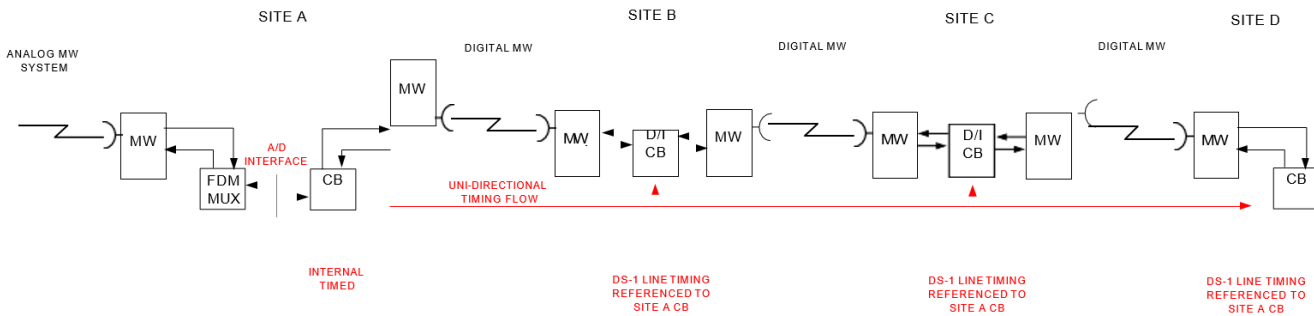 SITE A
SITE B
SITE C
SITE D
ANALOG MW
SYSTEM
DIGITAL MW
DIGITAL MW
DIGITAL MW
MW
MW
MW
MW
MW
MW
MW
A/D
INTERFACE
FDM
MUX
CB
D/I
CB
D/I
CB
CB
UNI-DIRECTIONAL
TIMING FLOW
INTERNAL
TIMED
DS-1 LINE TIMING
REFERENCED TO
SITE A CB
DS-1 LINE TIMING
REFERENCED TO
SITE A CB
DS-1 LINE TIMING
REFERENCED TO
SITE A CB